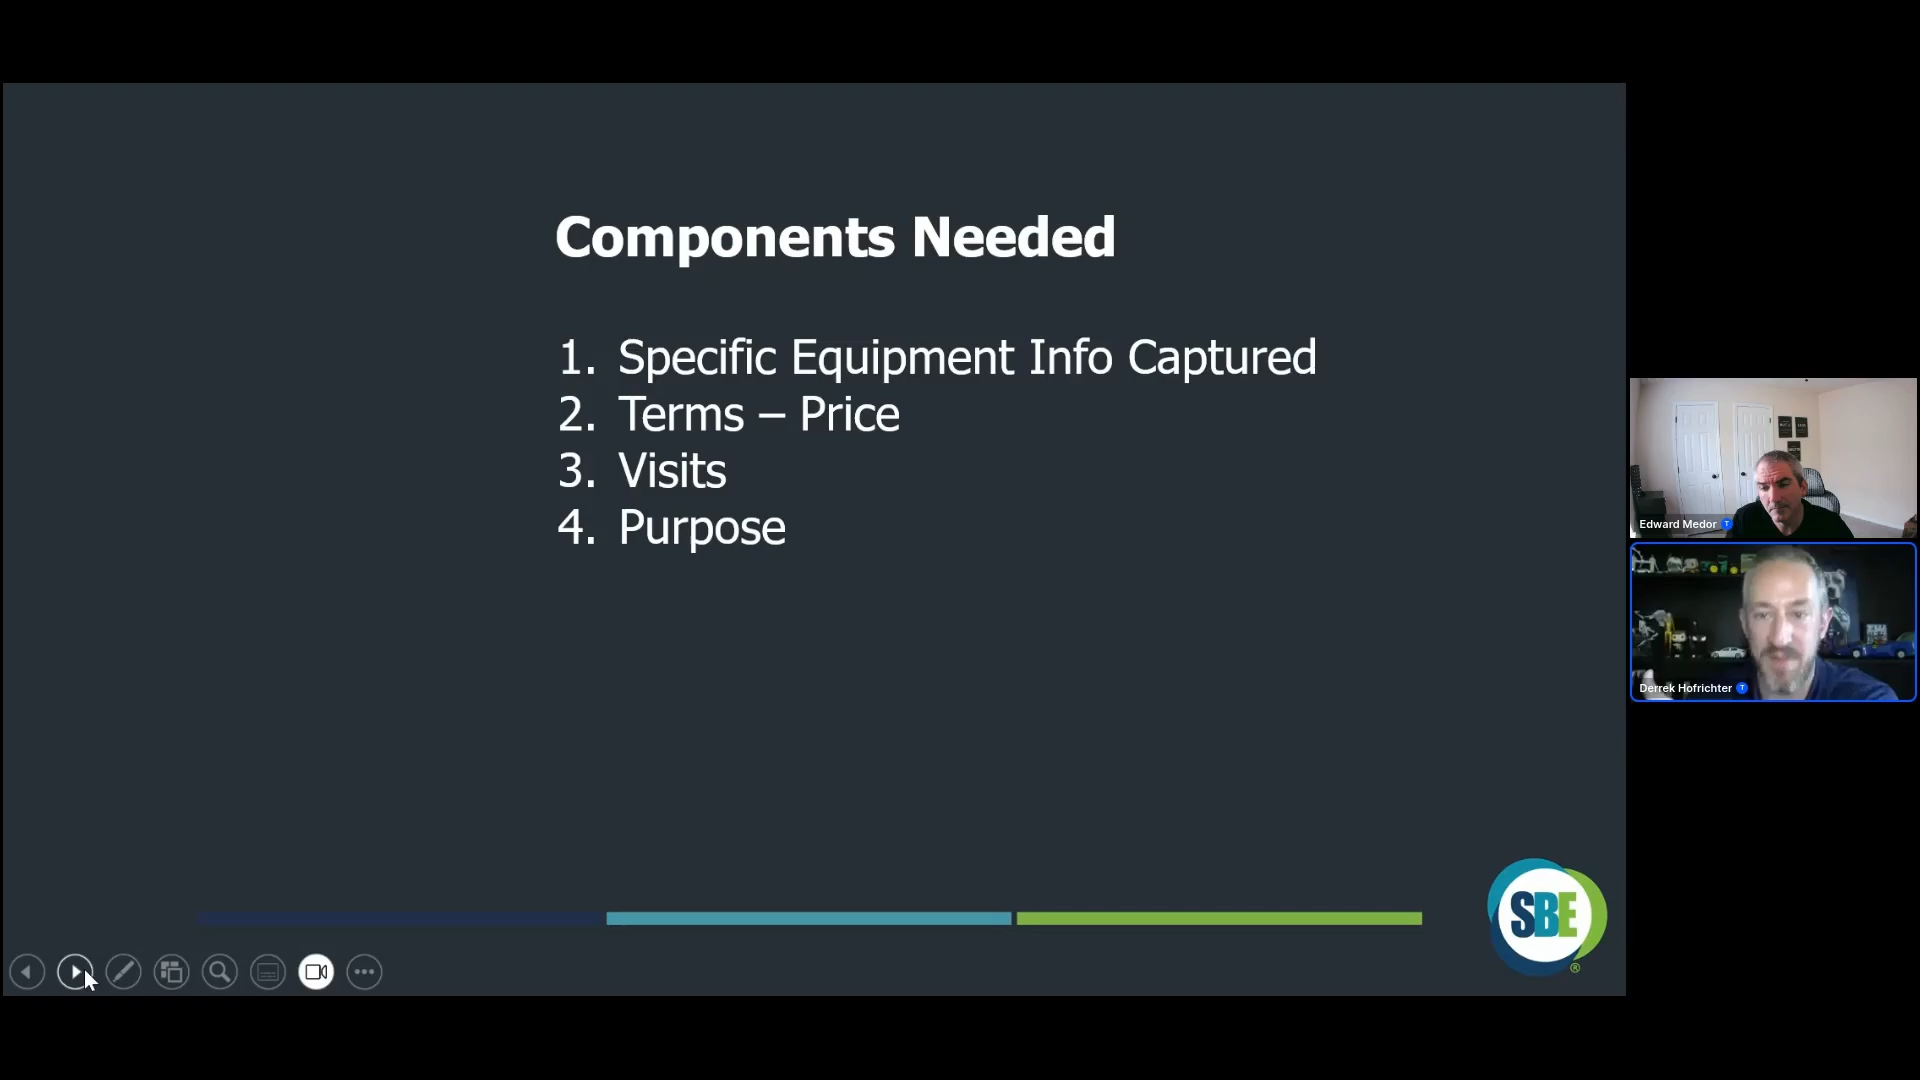 Components Needed
1. Specific Equipment Info Captured
2. Terms – Price
3. Visits
4. Purpose
Edward Medor T
Derrek Hofrichter T
SBE
®